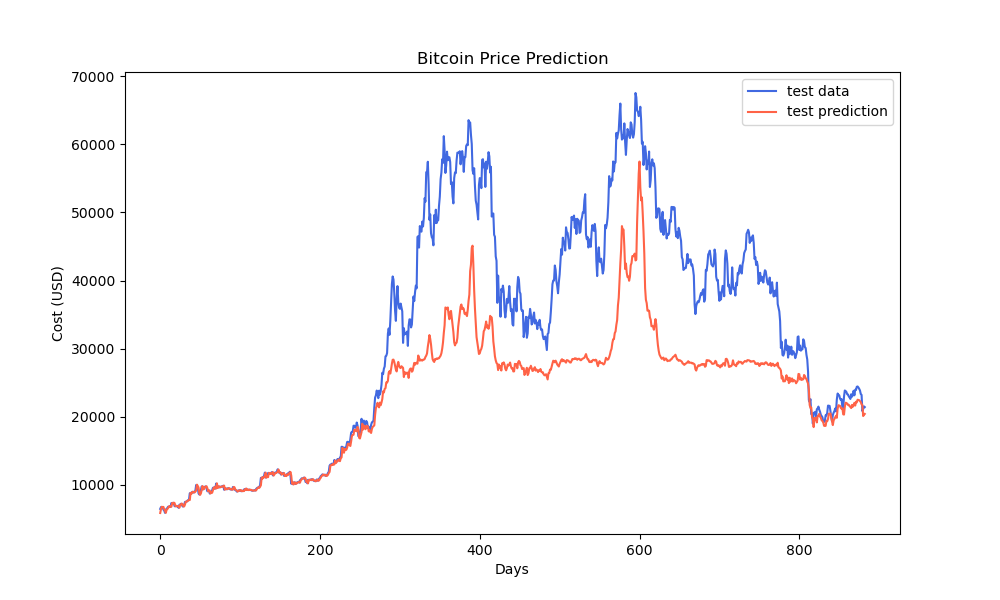 Bitcoin Price Prediction
test data
test prediction
Cost (USD)
70000
60000
50000
40000
30000
20000
10000
0
200
400
600
800
Days